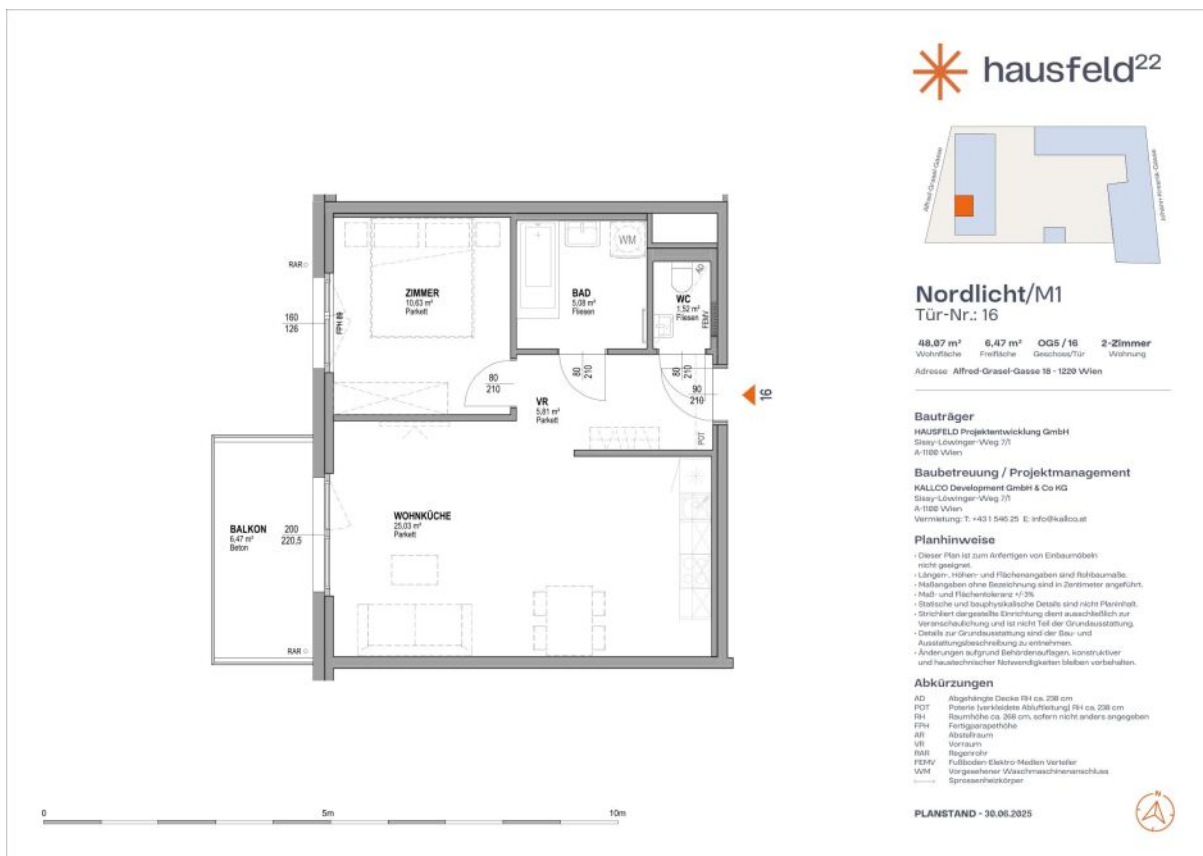 hausfeld²²
Alfred-Grasel-Gasse
Nordlicht/M1
Tür-Nr.: 16
48,07 m² 6,47 m² OG5 / 16 2-Zimmer
Wohnfläche Freifläche Geschoss/Tür Wohnung
Adresse Alfred-Grasel-Gasse 18 - 1220 Wien
Bauträger
HAUSFELD Projektentwicklung GmbH
Sissy-Löwinger-Weg 7/1
A-1100 Wien
Baubetreuung / Projektmanagement
KALLCO Development GmbH & Co KG
Sissy-Löwinger-Weg 7/1
A-1100 Wien
Vermietung: T: +43 1 546 25 E: info@kallco.at
Planhinweise
• Dieser Plan ist zum Anfertigen von Einbaumöbeln
nicht geeignet.
• Längen-, Höhen- und Flächenangaben sind Rohbaumaße.
• Maßangaben ohne Bezeichnung sind in Zentimeter angeführt.
• Maß- und Flächentoleranz +/-3%
• Statische und bauphysikalische Details sind nicht Planinhalt.
• Strichliert dargestellte Einrichtung dient ausschließlich zur
Veranschaulichung und ist nicht Teil der Grundausstattung.
• Details zur Grundausstattung sind der Bau- und
Ausstattungsbeschreibung zu entnehmen.
• Änderungen aufgrund Behördenauflagen, konstruktiver
und haustechnischer Notwendigkeiten bleiben vorbehalten.
Abkürzungen
AD Abgehängte Decke RH ca. 238 cm
POT Poterie (verkleidete Abluftleitung) RH ca. 238 cm
RH Raumhöhe ca. 268 cm, sofern nicht anders angegeben
FPH Fertigparapethöhe
AR Abstellraum
VR Vorraum
RAR Regenrohr
FEMV Fußboden-Elektro-Medien Verteiler
WM Vorgesehener Waschmaschinenanschluss
Sprossenheizkörper
PLANSTAND - 30.06.2025
N
RAR
ZIMMER
10,63 m²
Parkett
FPH 89
160
126
80
210
BAD
5,08 m²
Fliesen
WM
WC
1,52 m²
Fliesen
AD
FEMV
80
210
80
210
90
210
16
VR
5,81 m²
Parkett
POT
WOHNKÜCHE
25,03 m²
Parkett
BALKON
6,47 m²
Beton
200
220,5
RAR
0 5m 10m